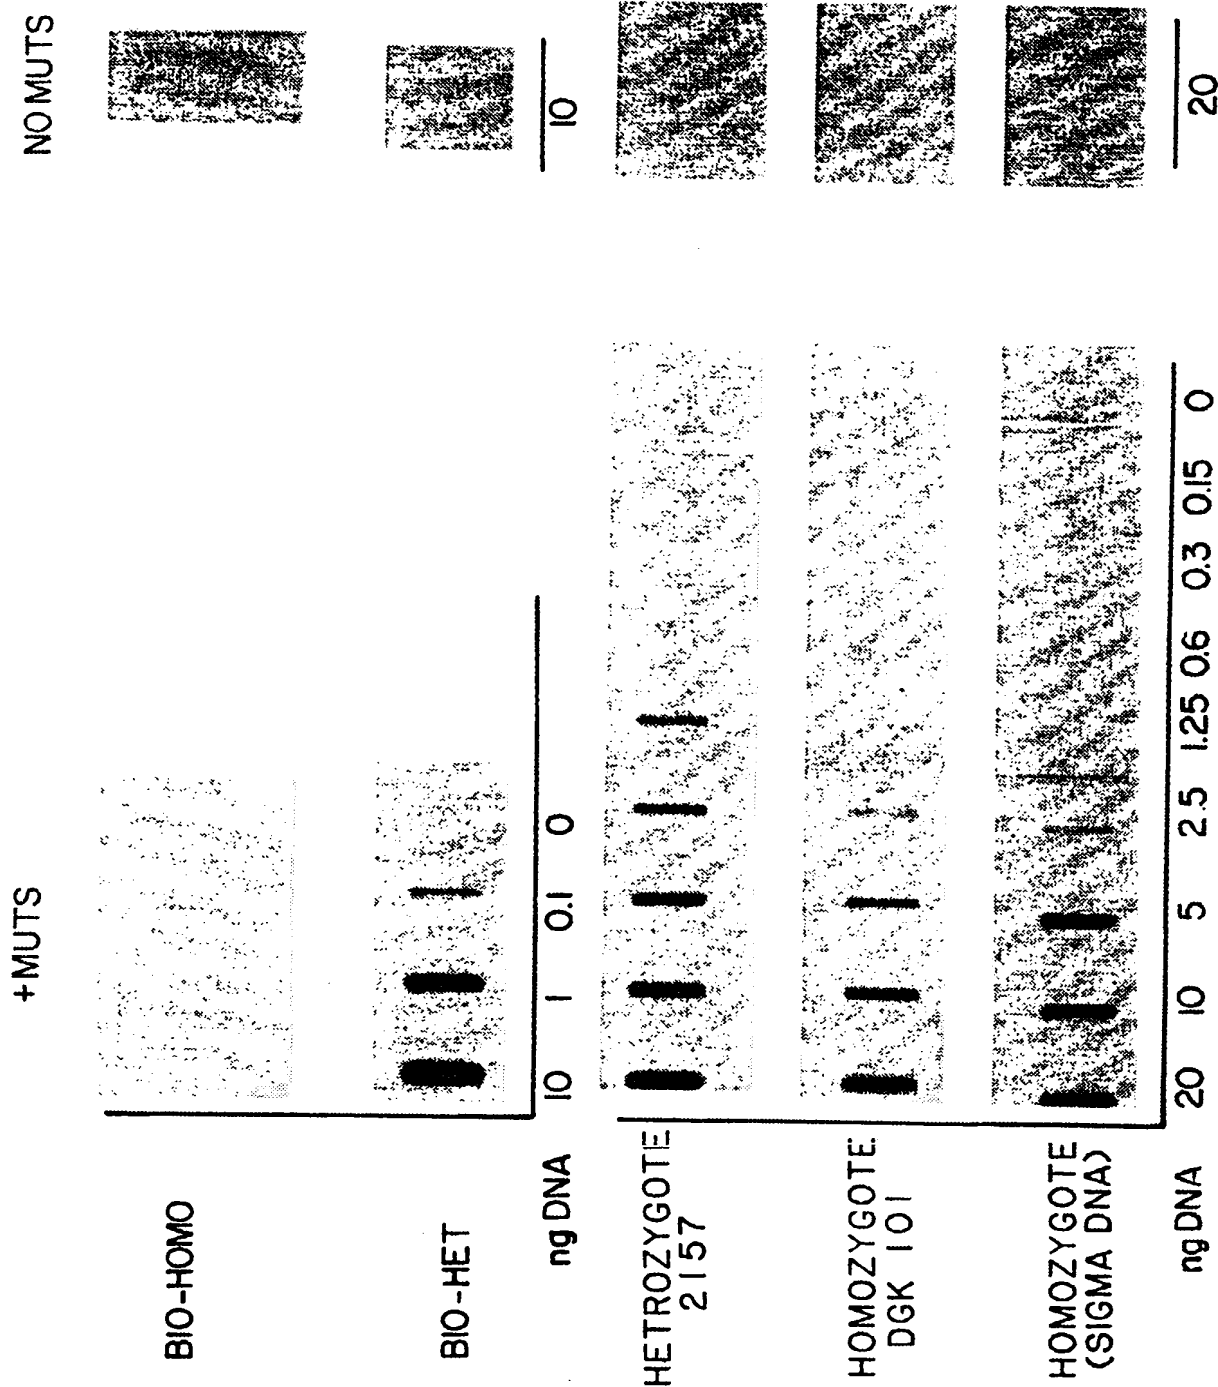 +MUTS
NO MUTS
BIO-HOMO
BIO-HET
ng DNA
10 1 0.1 0
10
HETROZYGOTE
2157
HOMOZYGOTE
DGK 101
HOMOZYGOTE
(SIGMA DNA)
ng DNA
20 10 5 2.5 1.25 0.6 0.3 0.15 0
20